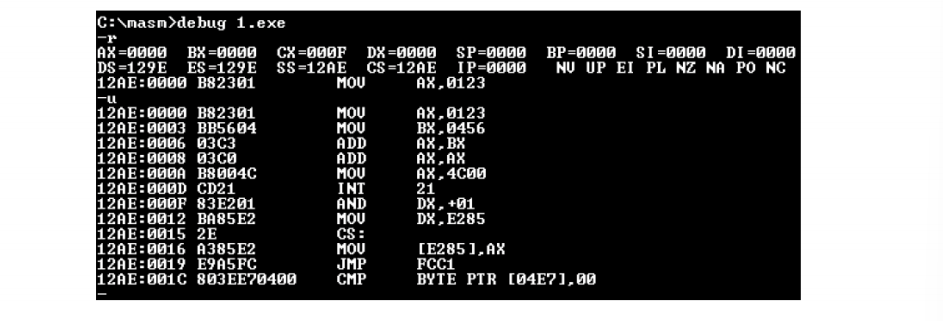 C:\masm>debug 1.exe
-r
AX=0000  BX=0000  CX=000F  DX=0000  SP=0000  BP=0000  SI=0000  DI=0000
DS=129E  ES=129E  SS=12AE  CS=12AE  IP=0000   NV UP EI PL NZ NA PO NC
12AE:0000 B82301        MOV     AX,0123
-u
12AE:0000 B82301        MOV     AX,0123
12AE:0003 BB5604        MOV     BX,0456
12AE:0006 03C3          ADD     AX,BX
12AE:0008 03C0          ADD     AX,AX
12AE:000A B8004C        MOV     AX,4C00
12AE:000D CD21          INT     21
12AE:000F 83E201        AND     DX,+01
12AE:0012 BA85E2        MOV     DX,E285
12AE:0015 2E            CS:
12AE:0016 A385E2        MOV     [E285],AX
12AE:0019 E9A5FC        JMP     FCC1
12AE:001C 803EE70400    CMP     BYTE PTR [04E7],00
-